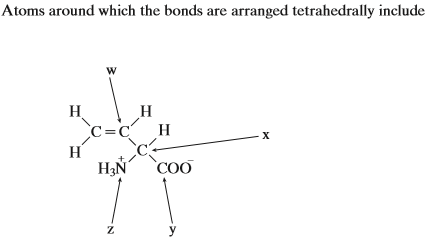 Atoms around which the bonds are arranged tetrahedrally include
w
H H
C=C H
H C x
H₃N⁺ COO⁻
z y